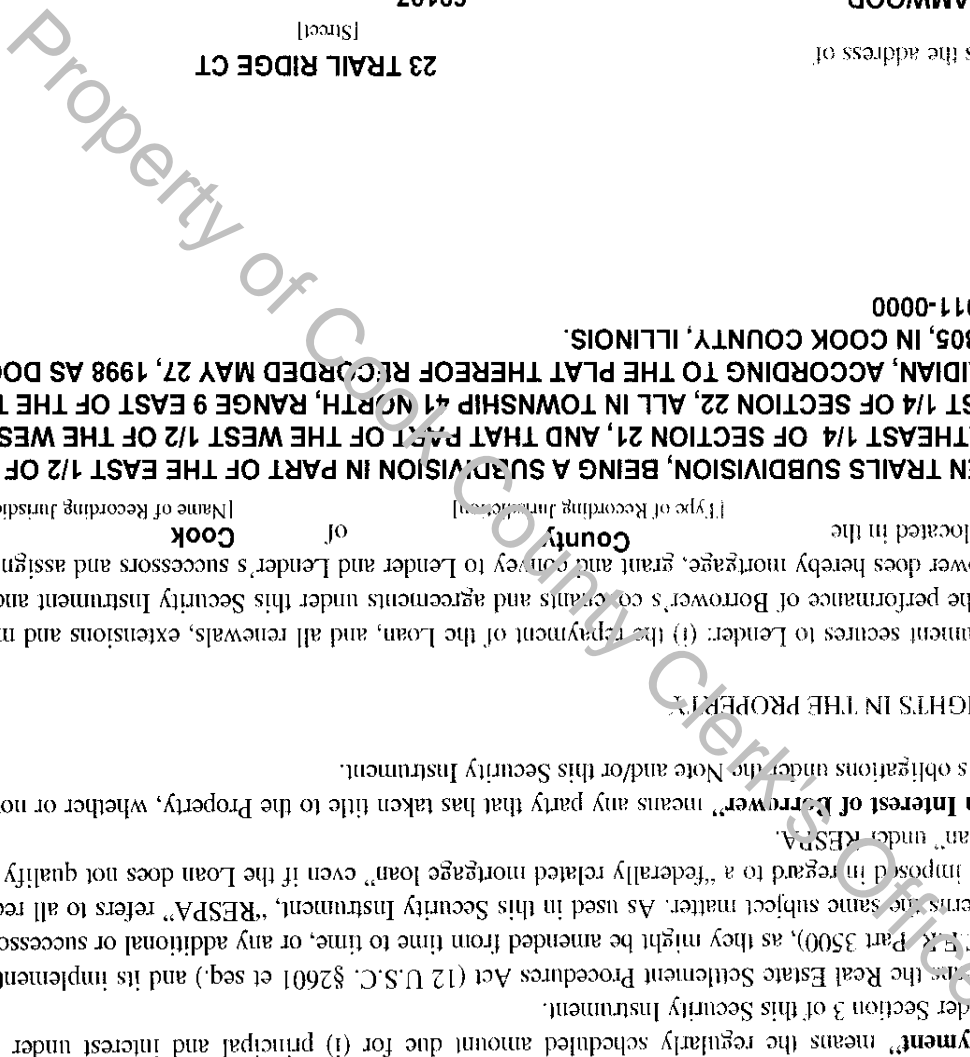 yment” means the regularly scheduled amount due for (i) principal and interest under
der Section 3 of this Security Instrument.
the Real Estate Settlement Procedures Act (12 U.S.C. §2601 et seq.) and its implemen
Part 3500), as they might be amended from time to time, or any additional or successo
erns the same subject matter. As used in this Security Instrument, “RESPA” refers to all re
imposed in regard to a “federally related mortgage loan” even if the Loan does not qualify
an” under RESPA.
n Interest of Borrower” means any party that has taken title to the Property, whether or no
s obligations under the Note and/or this Security Instrument.
IGHTS IN THE PROPERTY
ument secures to Lender: (i) the repayment of the Loan, and all renewals, extensions and m
he performance of Borrower’s covenants and agreements under this Security Instrument and
ower does hereby mortgage, grant and convey to Lender and Lender’s successors and assign
located in the County of Cook
[Type of Recording Jurisdiction] [Name of Recording Jurisdi
EN TRAILS SUBDIVISION, BEING A SUBDIVISION IN PART OF THE EAST 1/2 OF
THEAST 1/4 OF SECTION 21, AND THAT PART OF THE WEST 1/2 OF THE WES
ST 1/4 OF SECTION 22, ALL IN TOWNSHIP 41 NORTH, RANGE 9 EAST OF THE T
IDIAN, ACCORDING TO THE PLAT THEREOF RECORDED MAY 27, 1998 AS DOC
805, IN COOK COUNTY, ILLINOIS.
011-0000
s the address of
23 TRAIL RIDGE CT
[Street]
AMWOOD 60107
Property of Cook County Clerk's Office